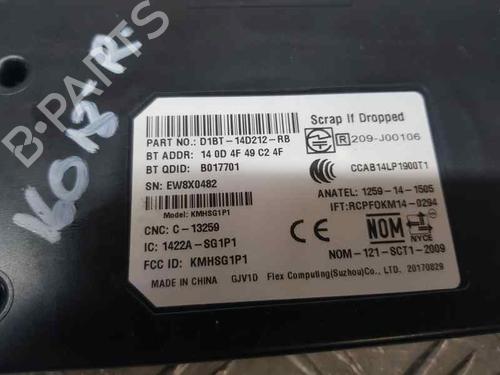 B-PARTS
Scrap If Dropped
PART NO.: D1BT-14D212-RB
R 209-J00106
BT ADDR: 14 0D 4F 49 C2 4F
BT QDID: B017701
CCAB14LP1900T1
SN: EW8X0482
ANATEL: 1259-14-1505
Model: KMHSG1P1
IFT:RCPFOKM14-0294
CNC: C-13259
NOM
NYCE
IC: 1422A-SG1P1
NOM-121-SCT1-2009
FCC ID: KMHSG1P1
MADE IN CHINA GJV1D Flex Computing(Suzhou)Co., LTD. 20170829